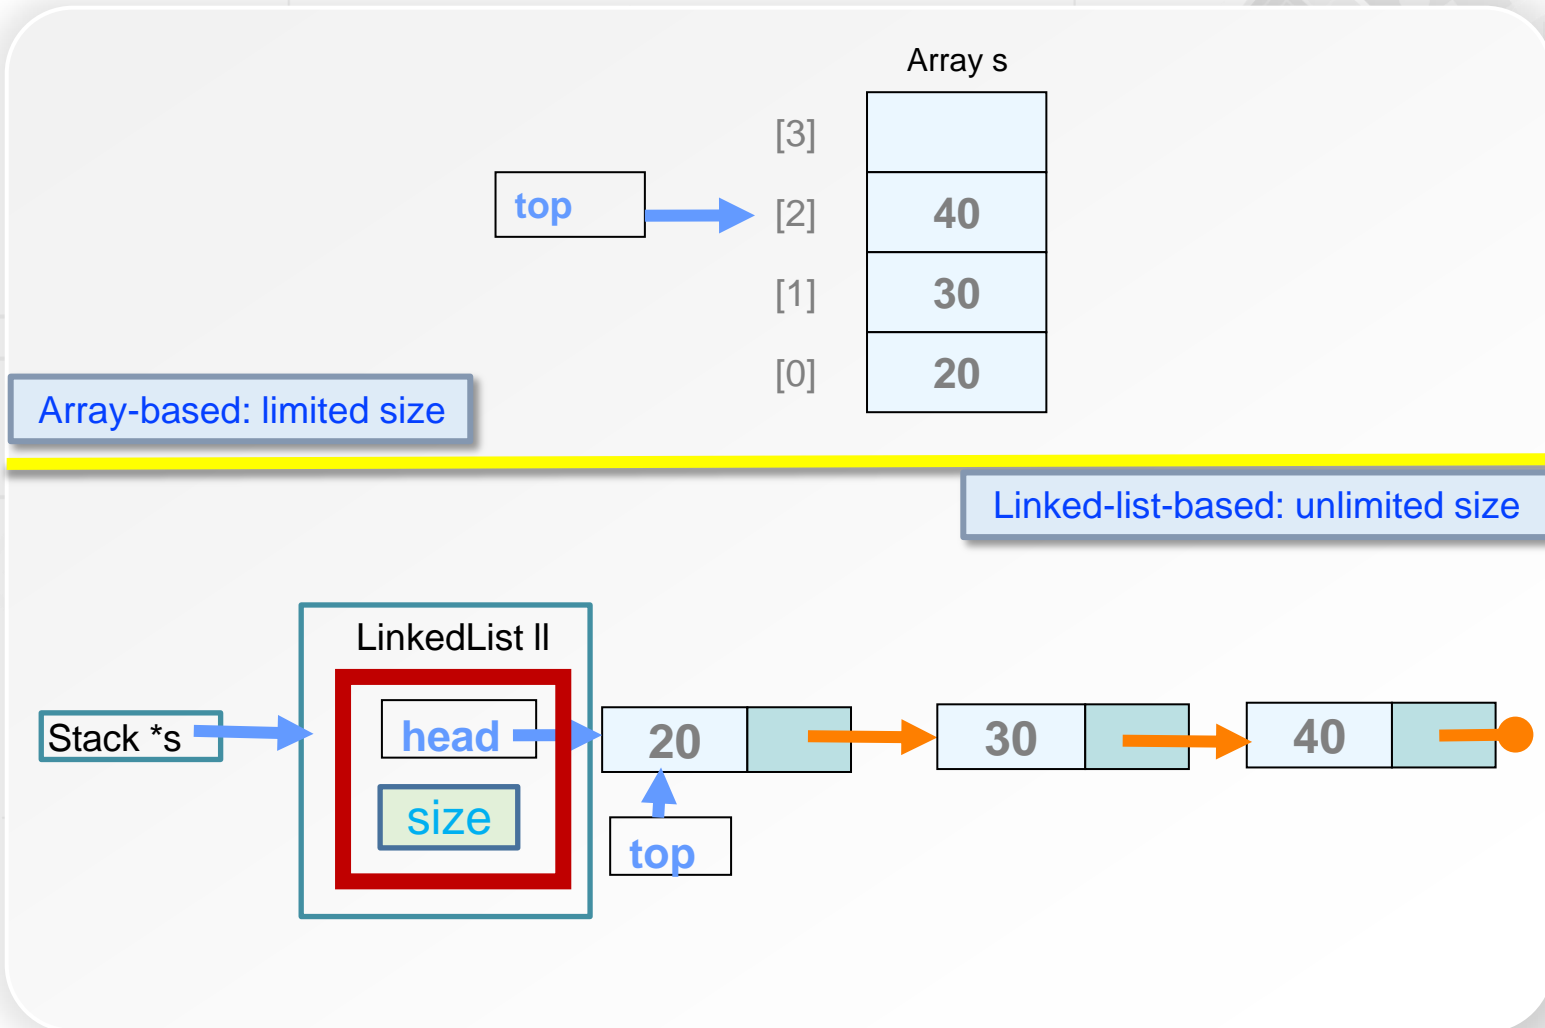 Array s
[3]
top
[2]
40
[1]
30
[0]
20
Array-based: limited size
Linked-list-based: unlimited size
LinkedList ll
Stack *s
head
20
30
40
size
top